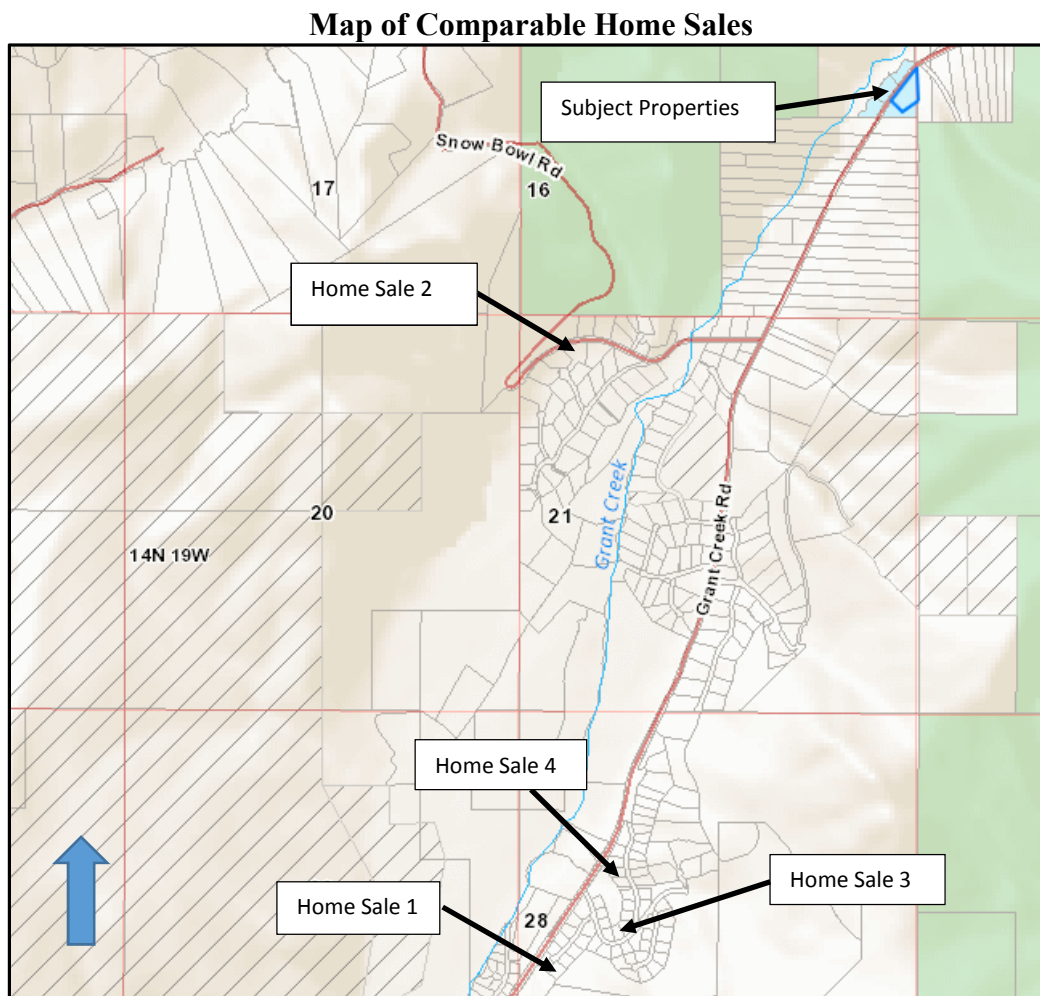 Map of Comparable Home Sales
Subject Properties
Snow Bowl Rd
17
16
Home Sale 2
Grant Creek
20
21
14N 19W
Grant Creek Rd
Home Sale 4
Home Sale 3
Home Sale 1
28